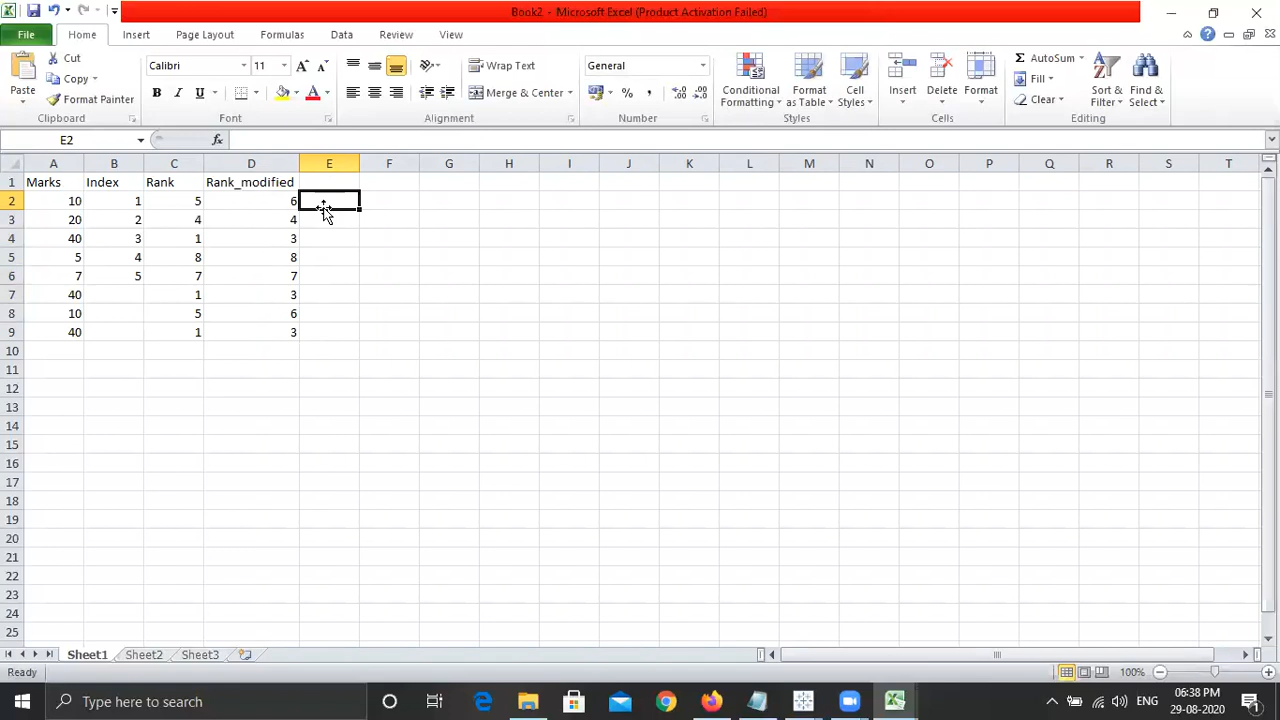 Book2 - Microsoft Excel (Product Activation Failed)
File Home Insert Page Layout Formulas Data Review View
Paste
Cut
Copy
Format Painter
Clipboard
Calibri 11
B I U
Font
Wrap Text
Merge & Center
Alignment
General
% ,
Number
Conditional Formatting
Format as Table
Cell Styles
Styles
Insert
Delete
Format
Cells
AutoSum
Fill
Clear
Sort & Filter
Find & Select
Editing
E2 fx
A B C D E F G H I J K L M N O P Q R S T
1 Marks Index Rank Rank_modified
2 10 1 5 6
3 20 2 4 4
4 40 3 1 3
5 5 4 8 8
6 7 5 7 7
7 40 1 3
8 10 5 6
9 40 1 3
10
11
12
13
14
15
16
17
18
19
20
21
22
23
24
25
Sheet1 Sheet2 Sheet3
Ready 100%
Type here to search
ENG
06:38 PM
29-08-2020